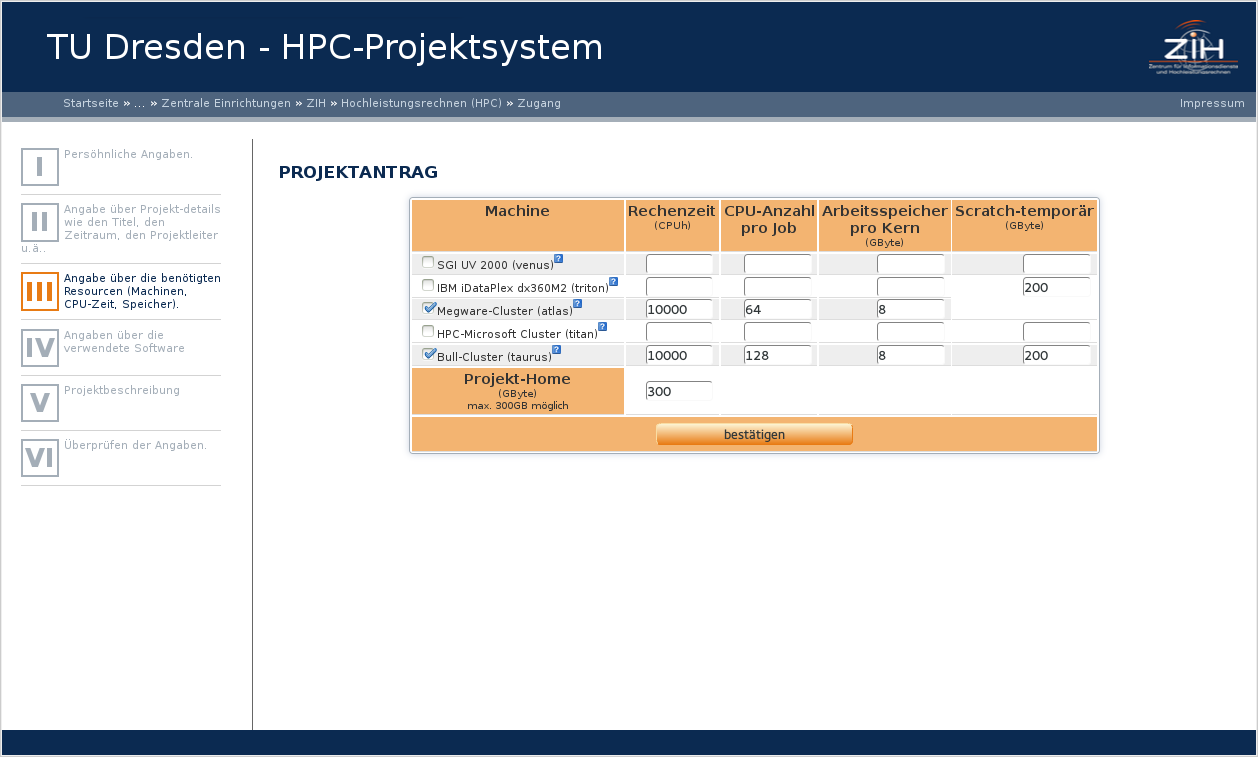 TU Dresden - HPC-Projektsystem
ZIH
Zentrum für Informationsdienste
und Hochleistungsrechnen
Startseite » ... » Zentrale Einrichtungen » ZIH » Hochleistungsrechnen (HPC) » Zugang
Impressum
I
Persöhnliche Angaben.
II
Angabe über Projekt-details
wie den Titel, den
Zeitraum, den Projektleiter
u.ä..
III
Angabe über die benötigten
Resourcen (Machinen,
CPU-Zeit, Speicher).
IV
Angaben über die
verwendete Software
V
Projektbeschreibung
VI
Überprüfen der Angaben.
PROJEKTANTRAG
Machine Rechenzeit CPU-Anzahl Arbeitsspeicher Scratch-temporär
(CPUh) pro Job pro Kern (GByte)
(GByte)
SGI UV 2000 (venus) ?
IBM iDataPlex dx360M2 (triton) ? 200
Megware-Cluster (atlas) ? 10000 64 8
HPC-Microsoft Cluster (titan) ?
Bull-Cluster (taurus) ? 10000 128 8 200
Projekt-Home
(GByte)
max. 300GB möglich
300
bestätigen